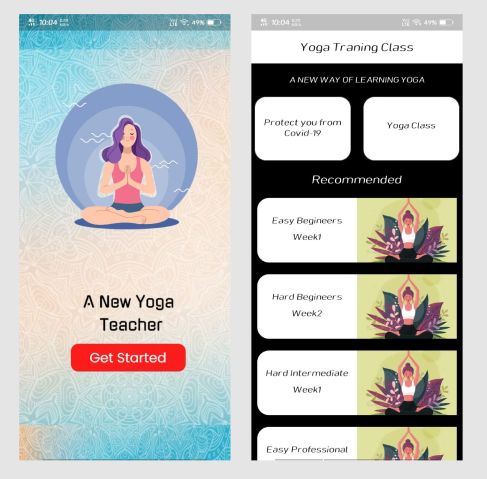 10:04
49%
A New Yoga
Teacher
Get Started
10:04
49%
Yoga Traning Class
A NEW WAY OF LEARNING YOGA
Protect you from
Covid-19
Yoga Class
Recommended
Easy Begineers
Week1
Hard Begineers
Week2
Hard Intermediate
Week1
Easy Professional